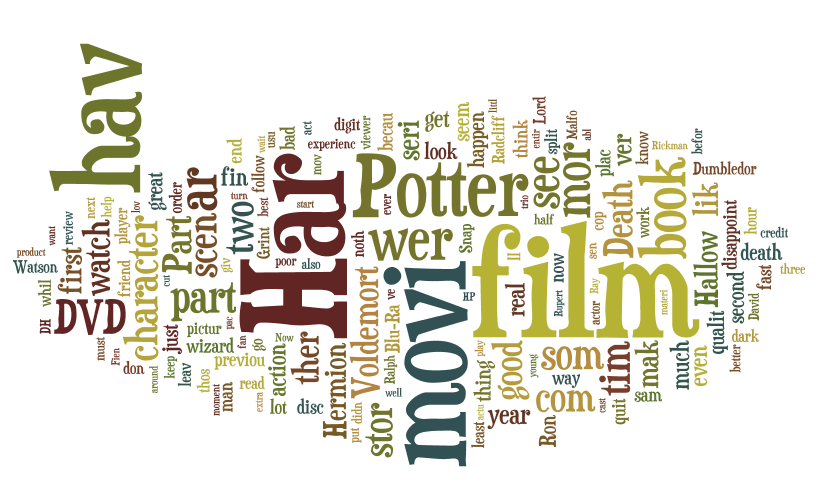 hav
Har
movi
film
Potter
wer
book
mor
see
DVD
part
Part
character
scen
ar
two
watch
first
great
order
lov
help
next
player
review
want
product
Watson
whil
friend
DH
must
Fien
don
around
keep
leav
just
pictur
wizard
previou
thos
moment
man
read
extra
lot
action
Now
go
fan
pac
cut
giv
fin
end
turn
Grint
best
follow
wait
usu
bad
act
mov
experienc
digit
viewer
becau
start
poor
also
noth
ever
seri
get
look
seem
happen
Radcliff
think
entir
Lord
split
Malfo
abl
trio
half
plac
ver
know
Rickman
befor
Dumbledor
lik
Death
work
cop
sen
Snap
HP
ll
real
now
Rupert
Ray
actor
materi
Hallow
disappoint
hour
credit
death
three
fast
second
David
qualit
dark
better
even
much
mak
sam
tim
quit
cast
som
way
com
young
good
play
thing
year
Ron
least
actu
well
ve
Blu-Ra
Ralph
Voldemort
stor
didn
put
Hermion
disc
ther